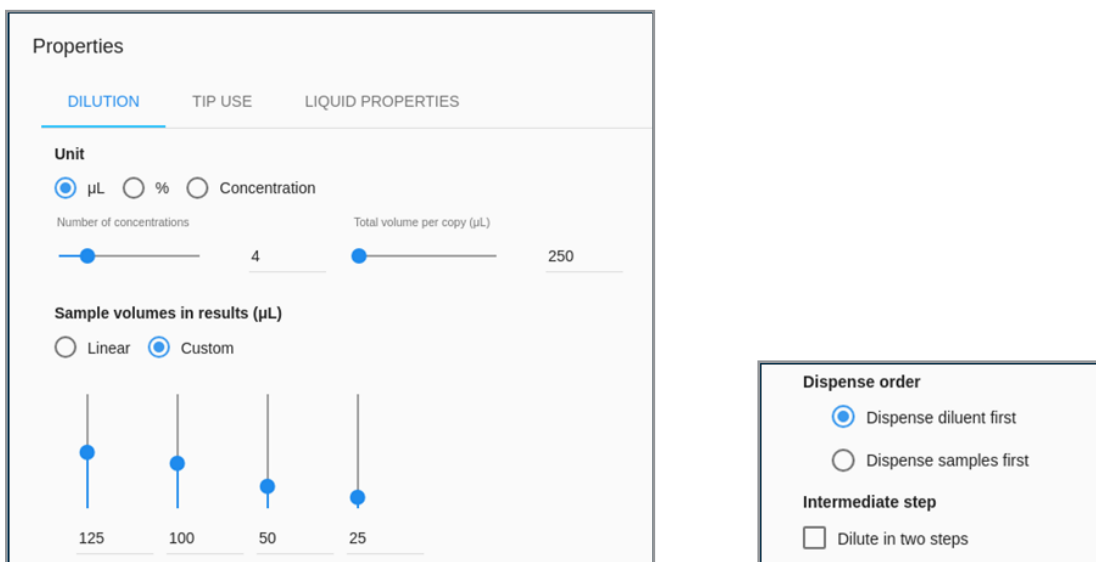 Properties
DILUTION TIP USE LIQUID PROPERTIES
Unit
µL % Concentration
Number of concentrations Total volume per copy (µL)
4 250
Sample volumes in results (µL)
Linear Custom
125 100 50 25
Dispense order
Dispense diluent first
Dispense samples first
Intermediate step
Dilute in two steps